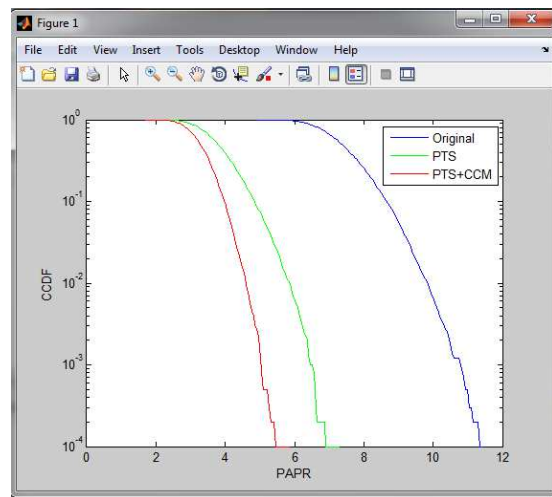 Figure 1
File Edit View Insert Tools Desktop Window Help
10^0
10^-1
10^-2
10^-3
10^-4
CCDF
Original
PTS
PTS+CCM
0 2 4 6 8 10 12
PAPR